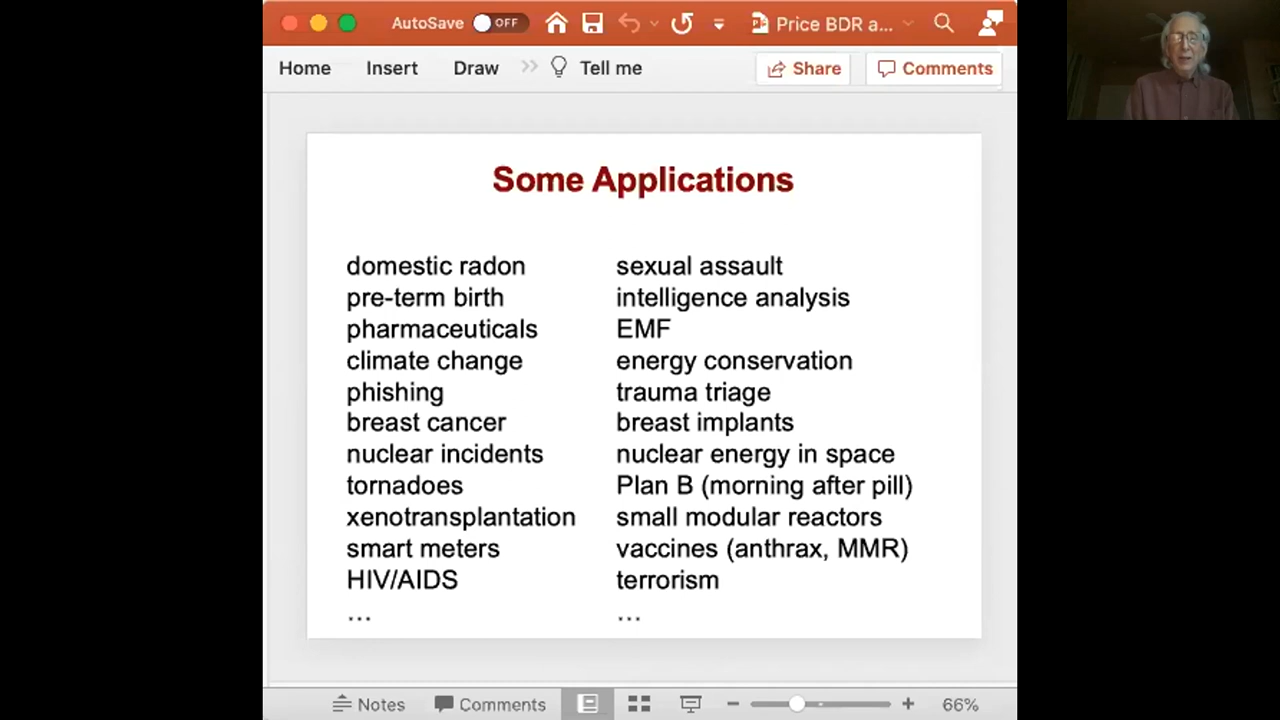 AutoSave OFF Price BDR a...
Home Insert Draw Tell me Share Comments
Some Applications
domestic radon
pre-term birth
pharmaceuticals
climate change
phishing
breast cancer
nuclear incidents
tornadoes
xenotransplantation
smart meters
HIV/AIDS
...
sexual assault
intelligence analysis
EMF
energy conservation
trauma triage
breast implants
nuclear energy in space
Plan B (morning after pill)
small modular reactors
vaccines (anthrax, MMR)
terrorism
...
Notes Comments 66%